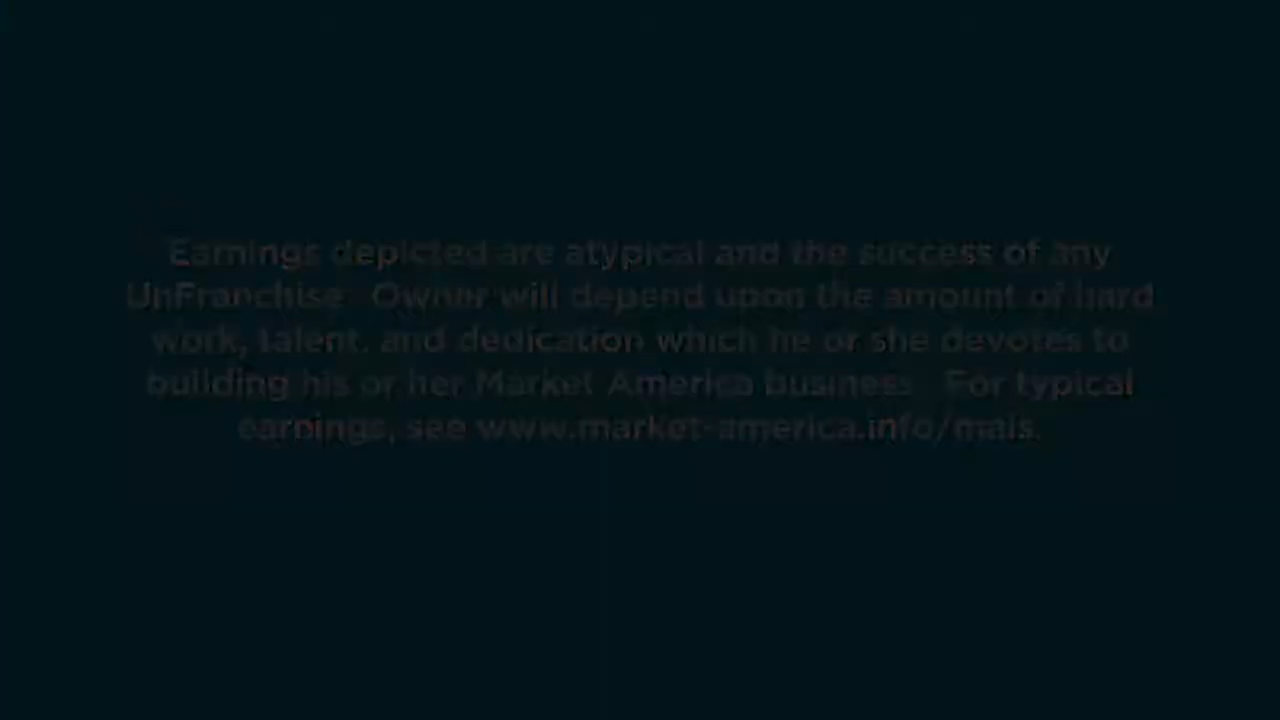 Earnings depicted are atypical and the success of any
UnFranchise Owner will depend upon the amount of hard
work, talent, and dedication which he or she devotes to
building his or her Market America business. For typical
earnings, see www.market-america.info/mais.